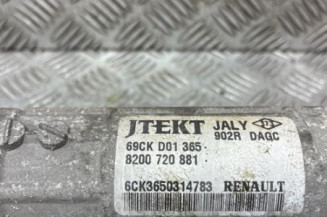 JTEKT JALY
902R DAGC
69CK D01 365
8200 720 881
6CK3650314783 RENAULT